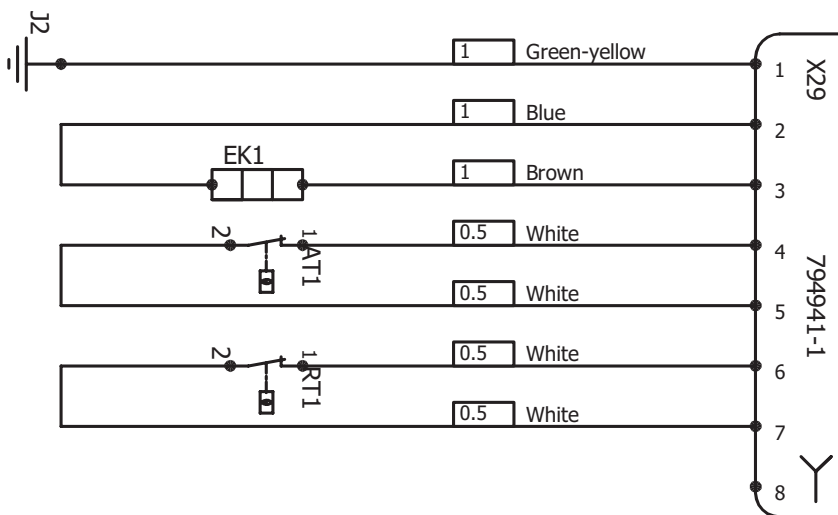 J2
1 Green-yellow
1
X29
1 Blue
2
EK1
1 Brown
3
2 1 AT1
0.5 White
4
0.5 White
5
794941-1
2 1 RT1
0.5 White
6
0.5 White
7
8